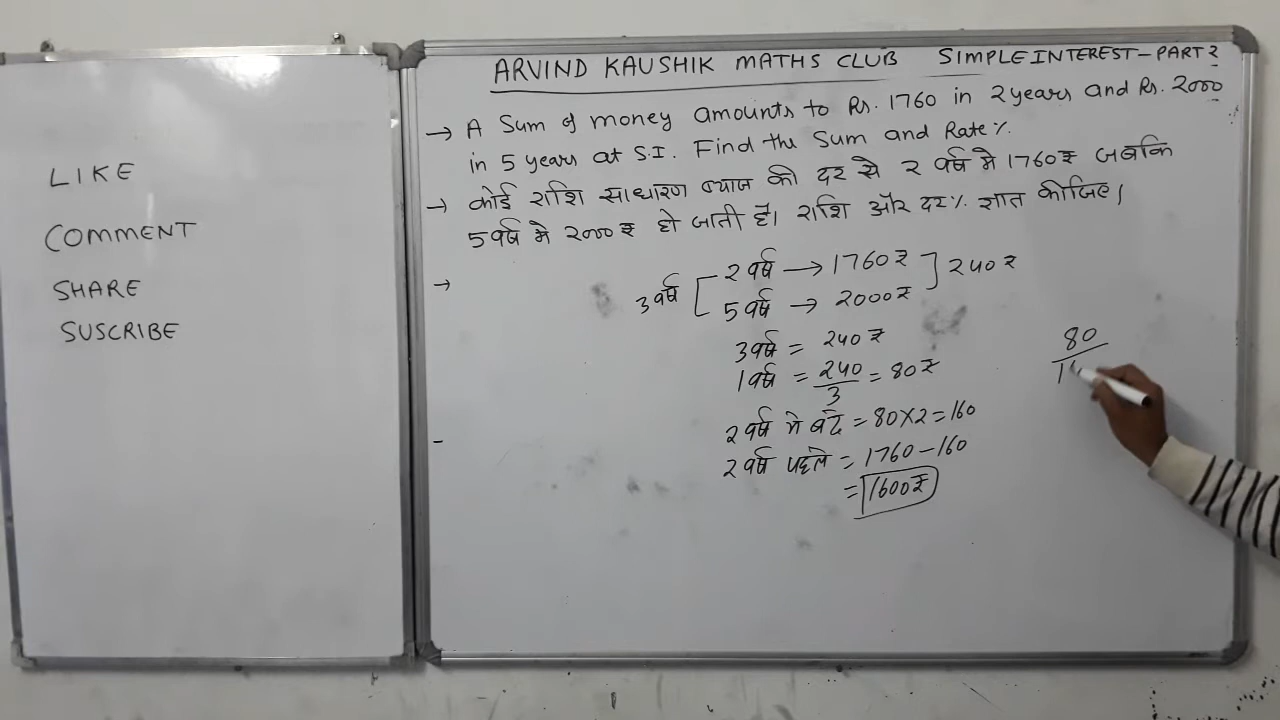 LIKE
COMMENT
SHARE
SUSCRIBE
ARVIND KAUSHIK MATHS CLUB SIMPLE INTEREST-PART 2
→ A Sum of money amounts to Rs. 1760 in 2 years and Rs. 2000
in 5 years at S.I. Find the Sum and Rate%.
→ कोई राशि साधारण ब्याज की दर से २ वर्ष मे 1760₹ जबकि
5 वर्ष मे 2000₹ हो जाती है। राशि और दर% ज्ञात कीजिए।
→
3 वर्ष [ 2 वर्ष → 1760₹ ] 240₹
5 वर्ष → 2000₹
3 वर्ष = 240₹
1 वर्ष = 240/3 = 80₹
2 वर्ष मे बढे = 80×2=160
2 वर्ष पहले = 1760-160
= 1600₹
80